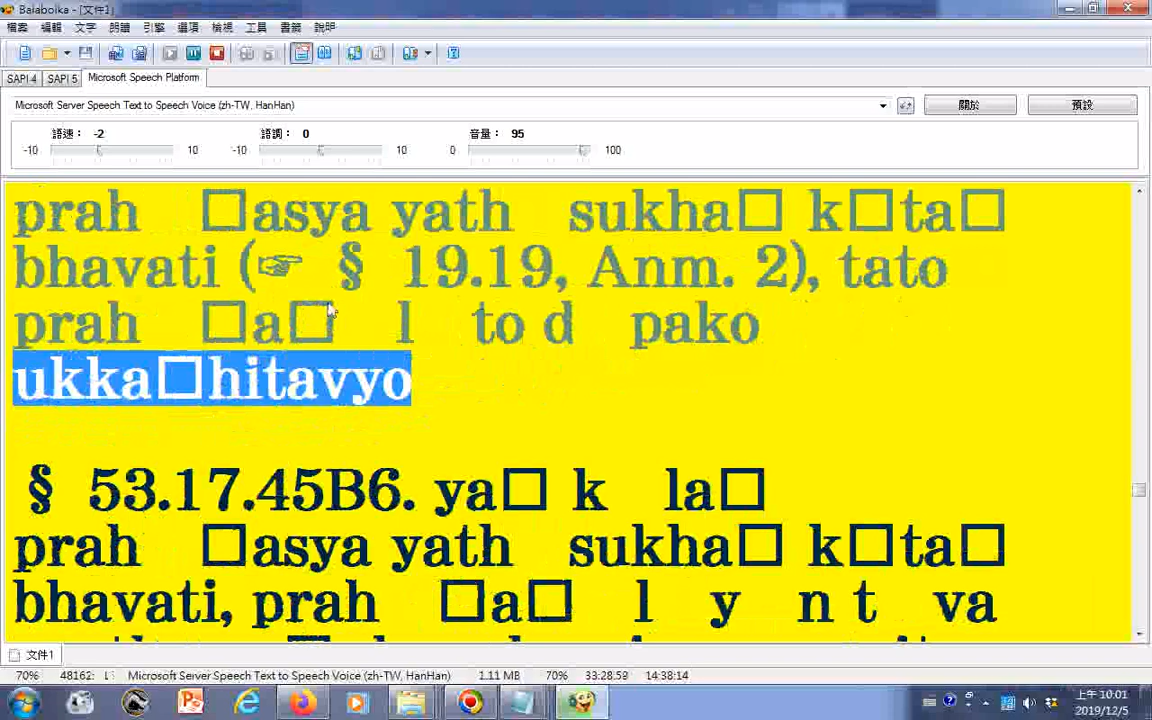 Balabolka - [文件1]
檔案 編輯 文字 朗讀 引擎 選項 檢視 工具 書籤 說明
SAPI 4 SAPI 5 Microsoft Speech Platform
Microsoft Server Speech Text to Speech Voice (zh-TW, HanHan) 關於 預設
語速： -2 語調： 0 音量： 95
-10 10 -10 10 0 100
prah □asya yath sukha□ k□ta□
bhavati (☞ § 19.19, Anm. 2), tato
prah □a□ l to d pako
ukka□hitavyo
§ 53.17.45B6. ya□ k la□
prah □asya yath sukha□ k□ta□
bhavati, prah □a□ l y n t va
文件1
70% 48162: 1 Microsoft Server Speech Text to Speech Voice (zh-TW, HanHan) 1.11 MB 70% 33:28:59 14:38:14
上午 10:01
2019/12/5